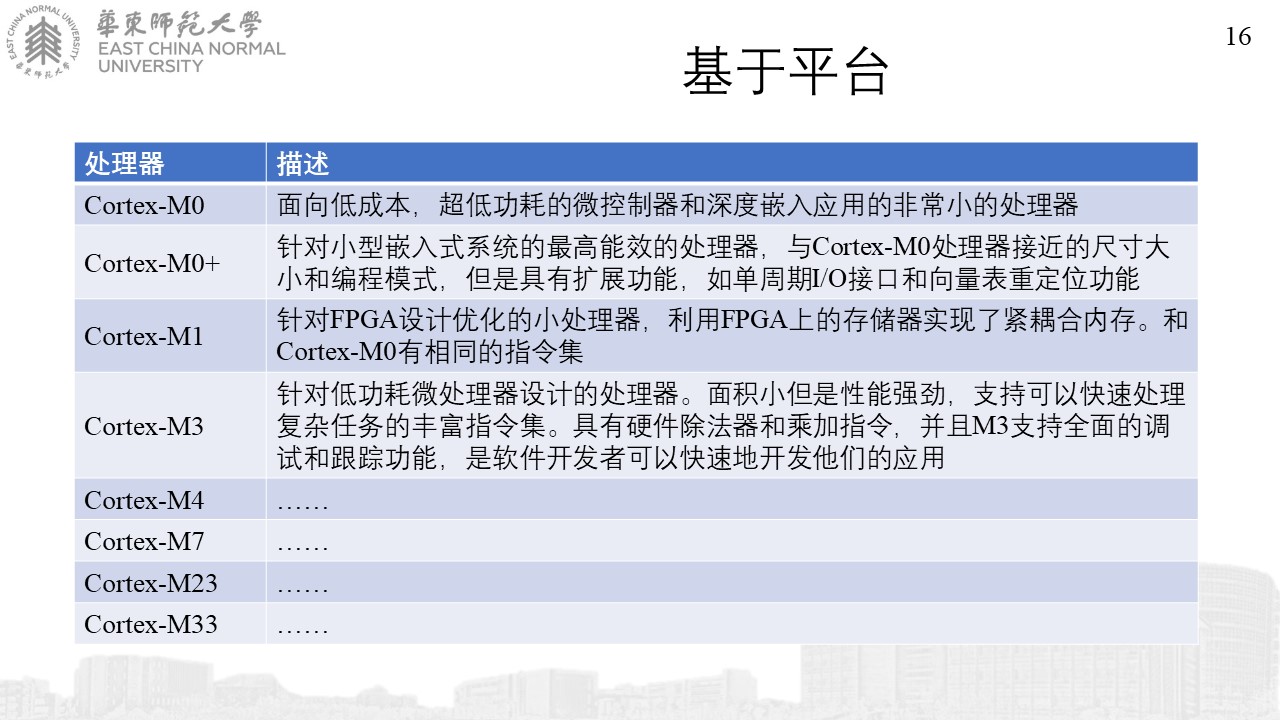 華東師範大學
EAST CHINA NORMAL
UNIVERSITY
EAST CHINA NORMAL UNIVERSITY
華東師範大學
16
基于平台
处理器 描述
Cortex-M0 面向低成本，超低功耗的微控制器和深度嵌入应用的非常小的处理器
Cortex-M0+ 针对小型嵌入式系统的最高能效的处理器，与Cortex-M0处理器接近的尺寸大
小和编程模式，但是具有扩展功能，如单周期I/O接口和向量表重定位功能
Cortex-M1 针对FPGA设计优化的小处理器，利用FPGA上的存储器实现了紧耦合内存。和
Cortex-M0有相同的指令集
Cortex-M3 针对低功耗微处理器设计的处理器。面积小但是性能强劲，支持可以快速处理
复杂任务的丰富指令集。具有硬件除法器和乘加指令，并且M3支持全面的调
试和跟踪功能，是软件开发者可以快速地开发他们的应用
Cortex-M4 ……
Cortex-M7 ……
Cortex-M23 ……
Cortex-M33 ……